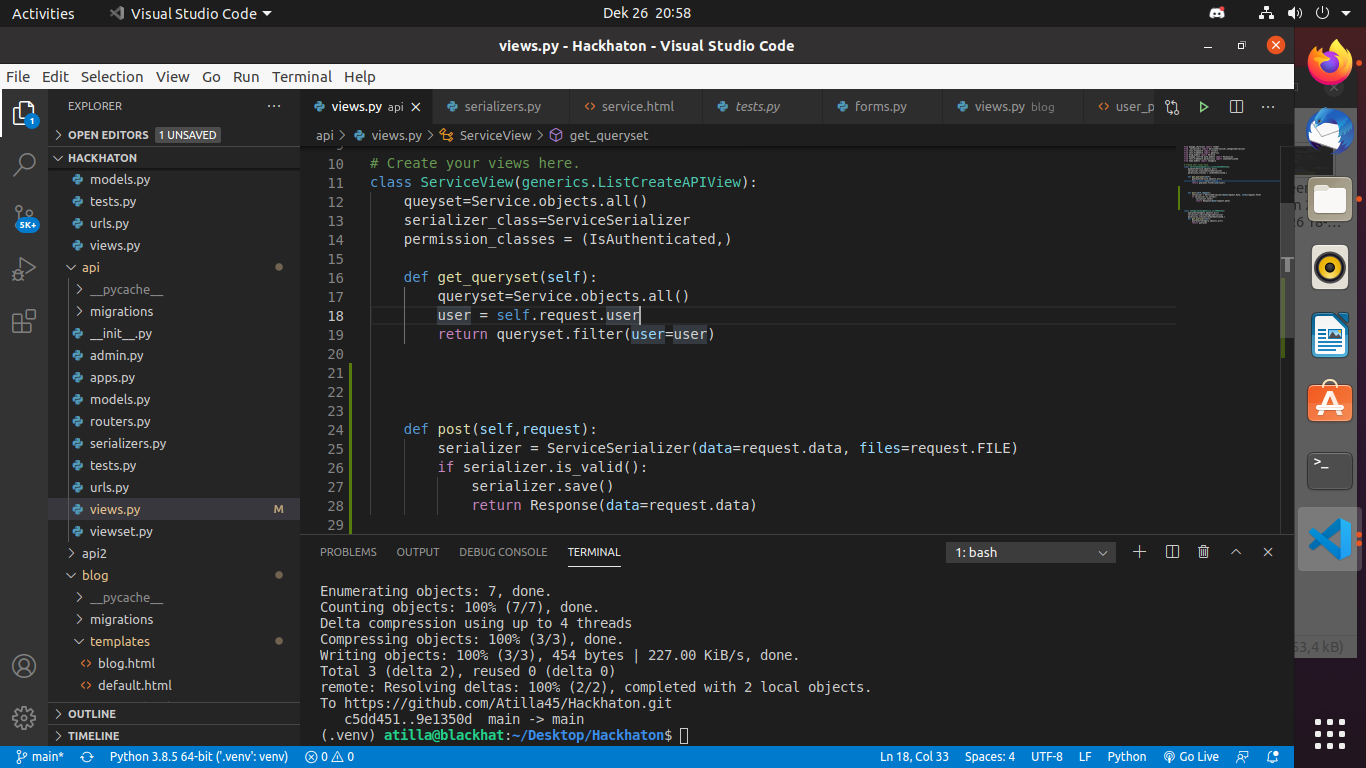 Activities Visual Studio Code Dek 26 20:58
views.py - Hackhaton - Visual Studio Code
File Edit Selection View Go Run Terminal Help
1
5K+
EXPLORER ...
OPEN EDITORS 1 UNSAVED
HACKHATON
models.py
tests.py
urls.py
views.py
api
__pycache__
migrations
__init__.py
admin.py
apps.py
models.py
routers.py
serializers.py
tests.py
urls.py
views.py M
viewset.py
api2
blog
__pycache__
migrations
templates
blog.html
default.html
OUTLINE
TIMELINE
views.py api serializers.py service.html tests.py forms.py views.py blog user_p
api > views.py > ServiceView > get_queryset
10 # Create your views here.
11 class ServiceView(generics.ListCreateAPIView):
12 queyset=Service.objects.all()
13 serializer_class=ServiceSerializer
14 permission_classes = (IsAuthenticated,)
15
16 def get_queryset(self):
17 queryset=Service.objects.all()
18 user = self.request.user
19 return queryset.filter(user=user)
20
21
22
23
24 def post(self,request):
25 serializer = ServiceSerializer(data=request.data, files=request.FILE)
26 if serializer.is_valid():
27 serializer.save()
28 return Response(data=request.data)
29
PROBLEMS OUTPUT DEBUG CONSOLE TERMINAL 1: bash
Enumerating objects: 7, done.
Counting objects: 100% (7/7), done.
Delta compression using up to 4 threads
Compressing objects: 100% (3/3), done.
Writing objects: 100% (3/3), 454 bytes | 227.00 KiB/s, done.
Total 3 (delta 2), reused 0 (delta 0)
remote: Resolving deltas: 100% (2/2), completed with 2 local objects.
To https://github.com/Atilla45/Hackhaton.git
c5dd451..9e1350d main -> main
(.venv) atilla@blackhat:~/Desktop/Hackhaton$
main* Python 3.8.5 64-bit ('.venv': venv) 0 0 Ln 18, Col 33 Spaces: 4 UTF-8 LF Python Go Live